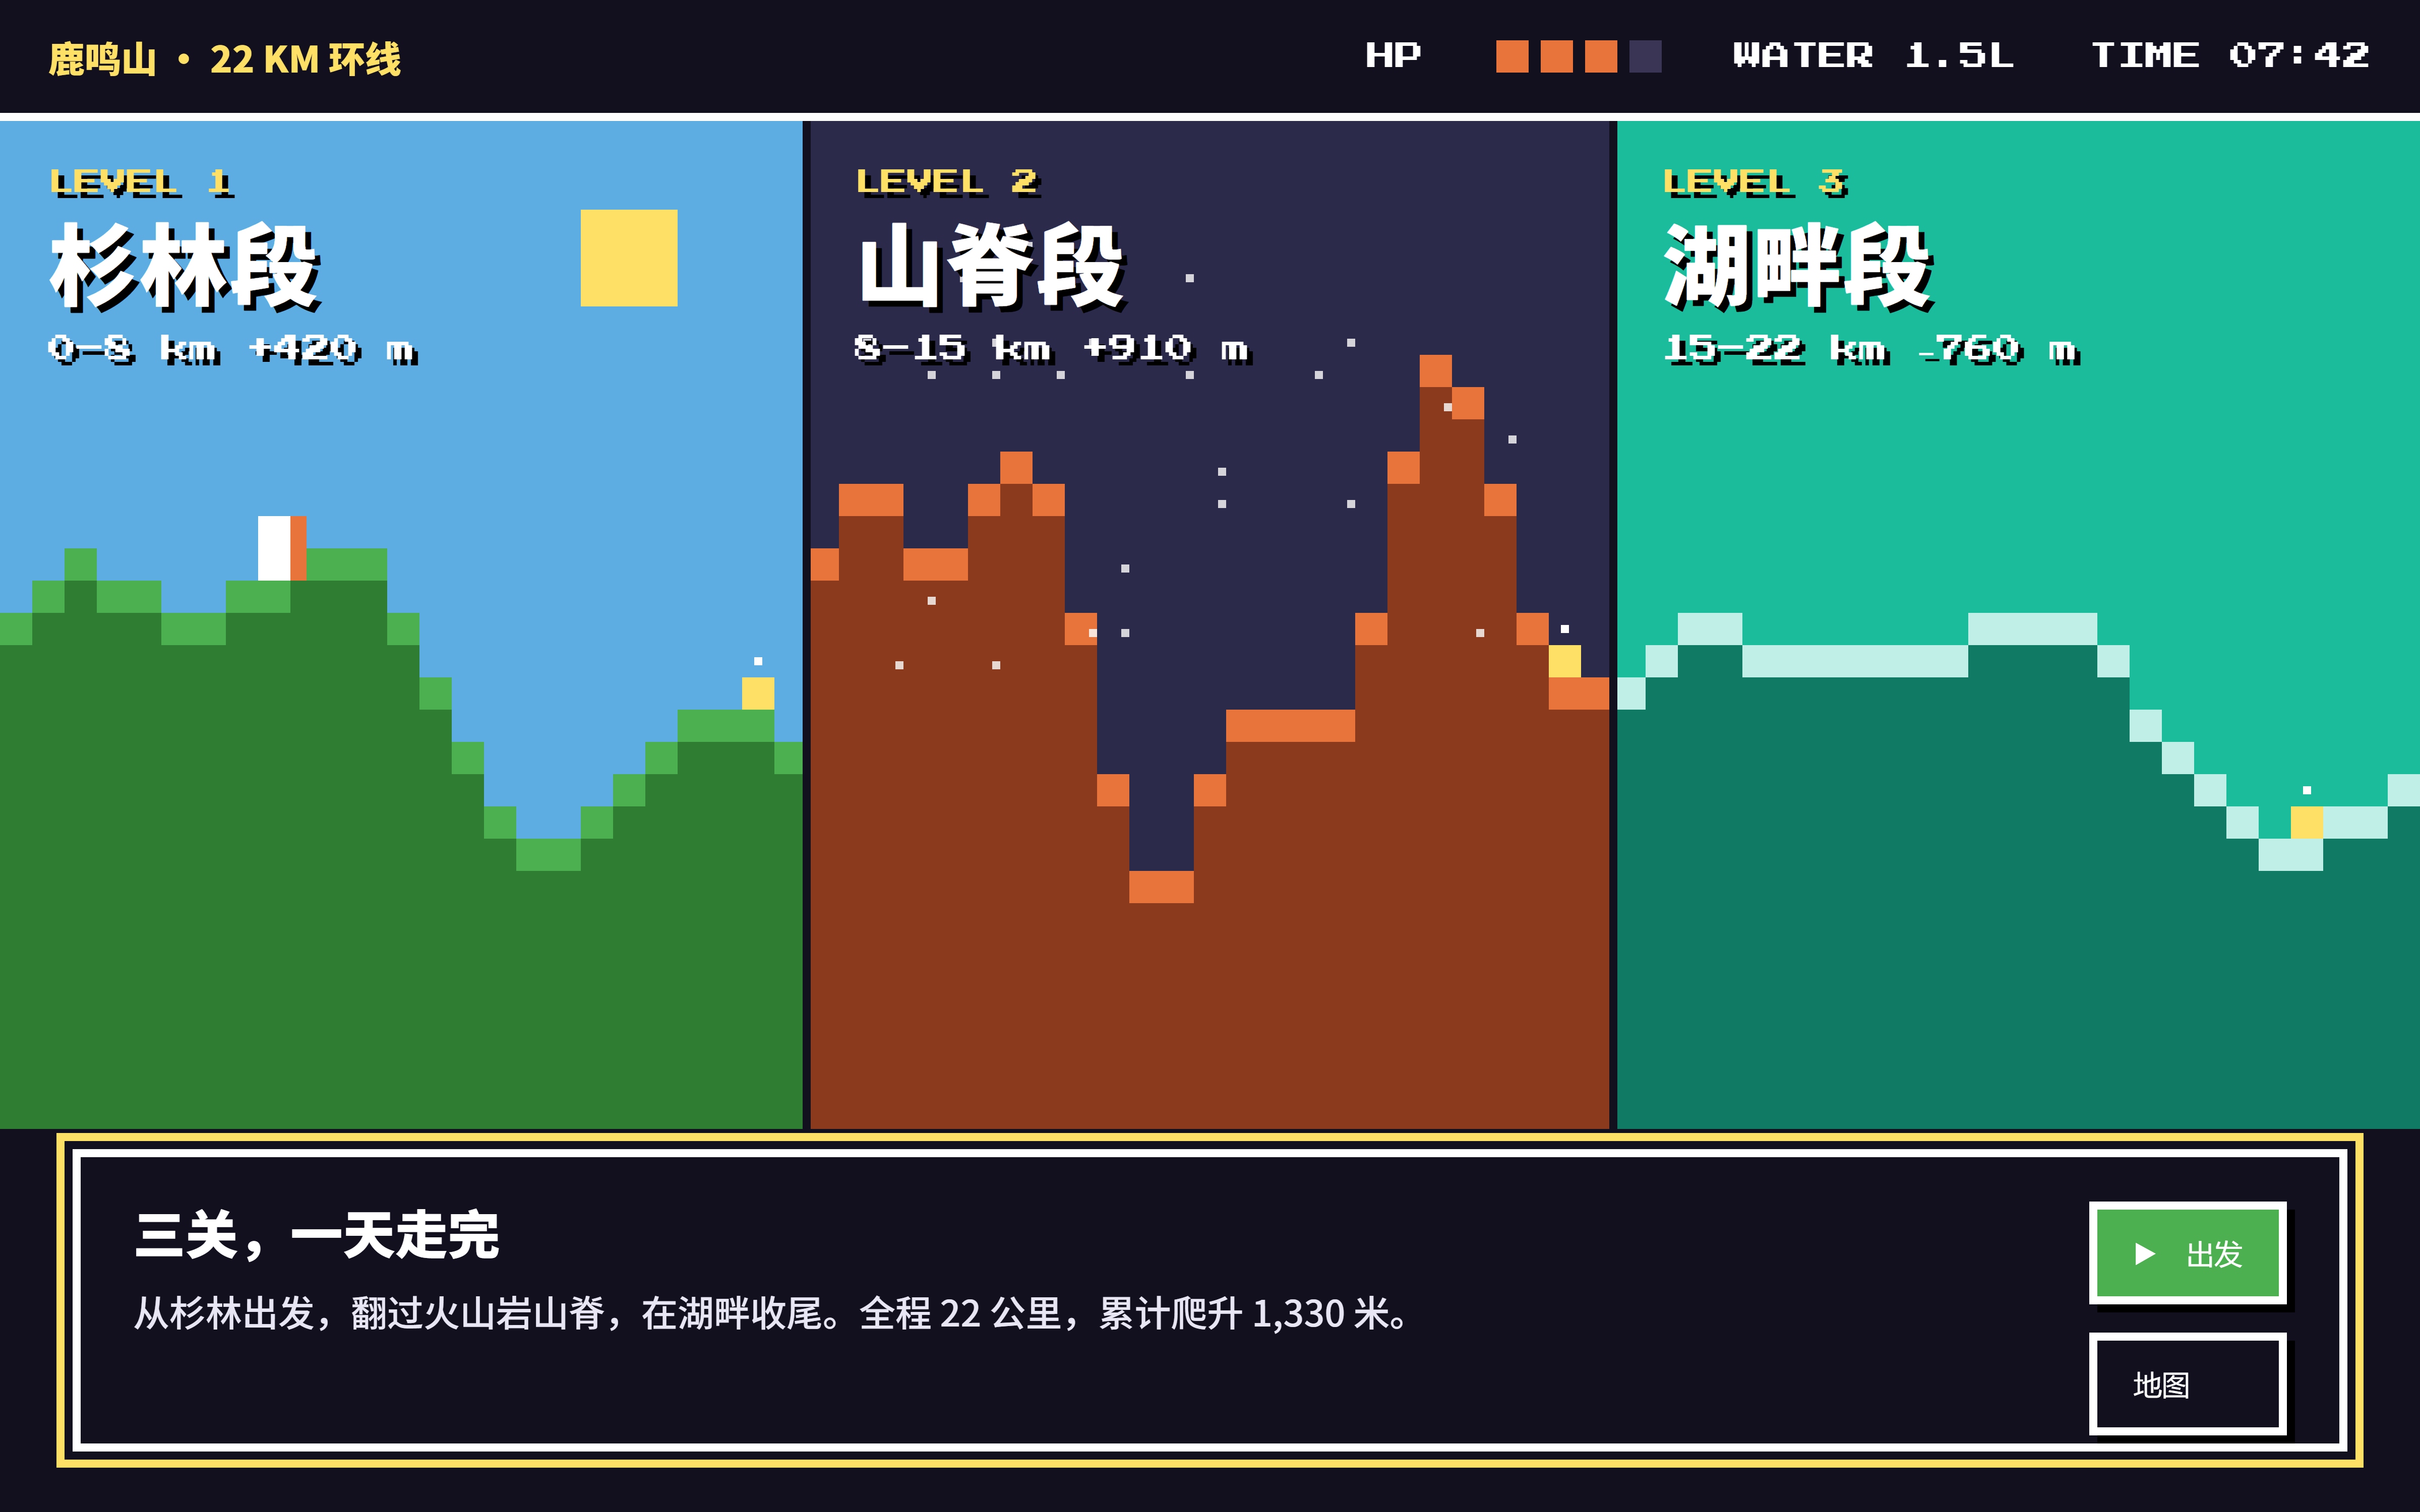 鹿鸣山 · 22 KM 环线
HP
WATER 1.5L
TIME 07:42
LEVEL 1
杉林段
0-8 km +420 m
LEVEL 2
山脊段
8-15 km +910 m
LEVEL 3
湖畔段
15-22 km -760 m
三关，一天走完
从杉林出发，翻过火山岩山脊，在湖畔收尾。全程 22 公里，累计爬升 1,330 米。
▶ 出发
地图